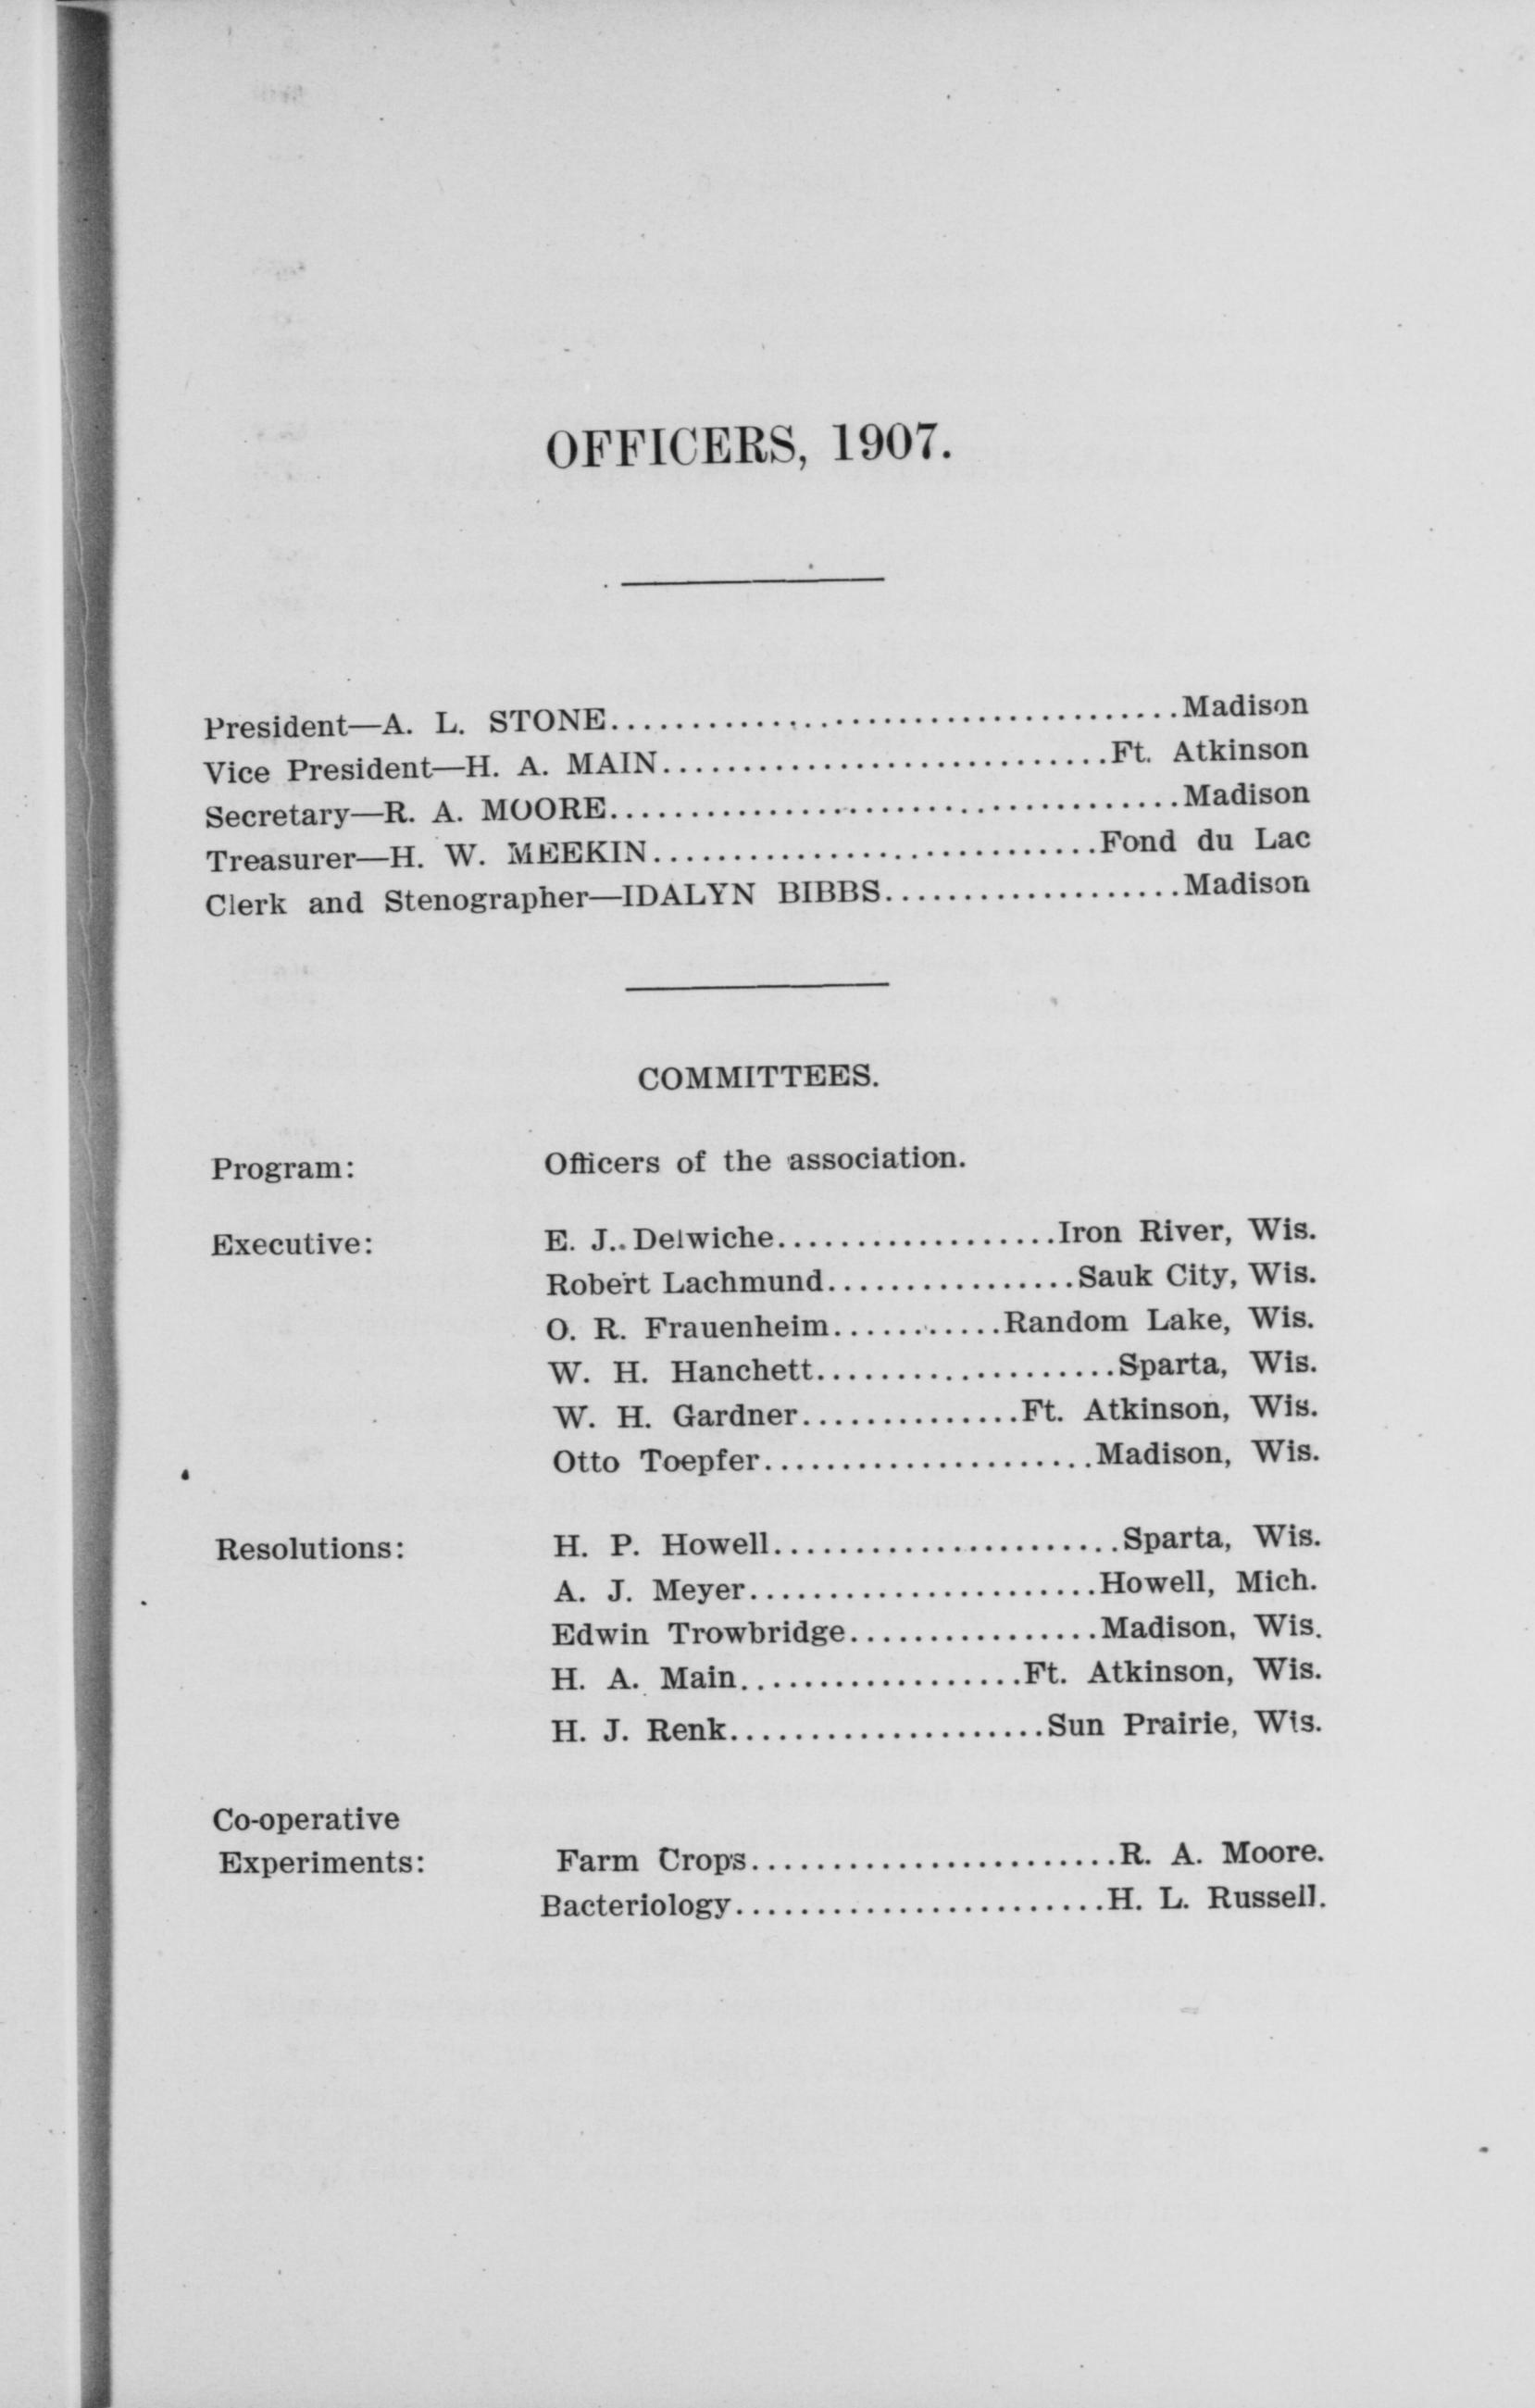 OFFICERS, 1907.
President—A. L. STONE....................................Madison
Vice President—H. A. MAIN............................Ft. Atkinson
Secretary—R. A. MOORE....................................Madison
Treasurer—H. W. MEEKIN............................Fond du Lac
Clerk and Stenographer—IDALYN BIBBS...................Madison
COMMITTEES.
Program: Officers of the association.
Executive: E. J.. Delwiche..................Iron River, Wis.
Robert Lachmund................Sauk City, Wis.
O. R. Frauenheim...........Random Lake, Wis.
W. H. Hanchett...................Sparta, Wis.
W. H. Gardner..............Ft. Atkinson, Wis.
Otto Toepfer.....................Madison, Wis.
Resolutions: H. P. Howell......................Sparta, Wis.
A. J. Meyer......................Howell, Mich.
Edwin Trowbridge................Madison, Wis.
H. A. Main..................Ft. Atkinson, Wis.
H. J. Renk....................Sun Prairie, Wis.
Co-operative
Experiments: Farm Crops.......................R. A. Moore.
Bacteriology.......................H. L. Russell.